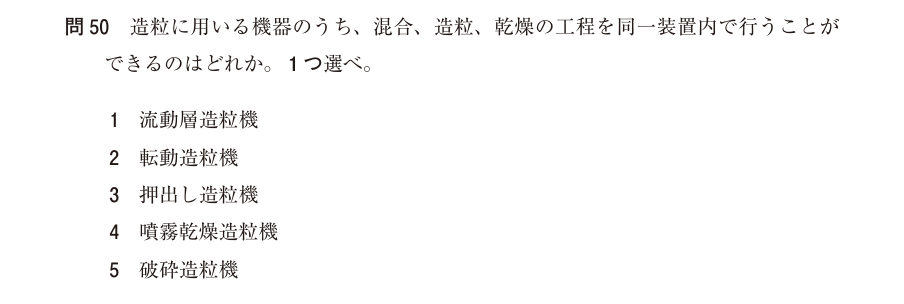 問50 造粒に用いる機器のうち、混合、造粒、乾燥の工程を同一装置内で行うことが
できるのはどれか。1つ選べ。
1 流動層造粒機
2 転動造粒機
3 押出し造粒機
4 噴霧乾燥造粒機
5 破砕造粒機